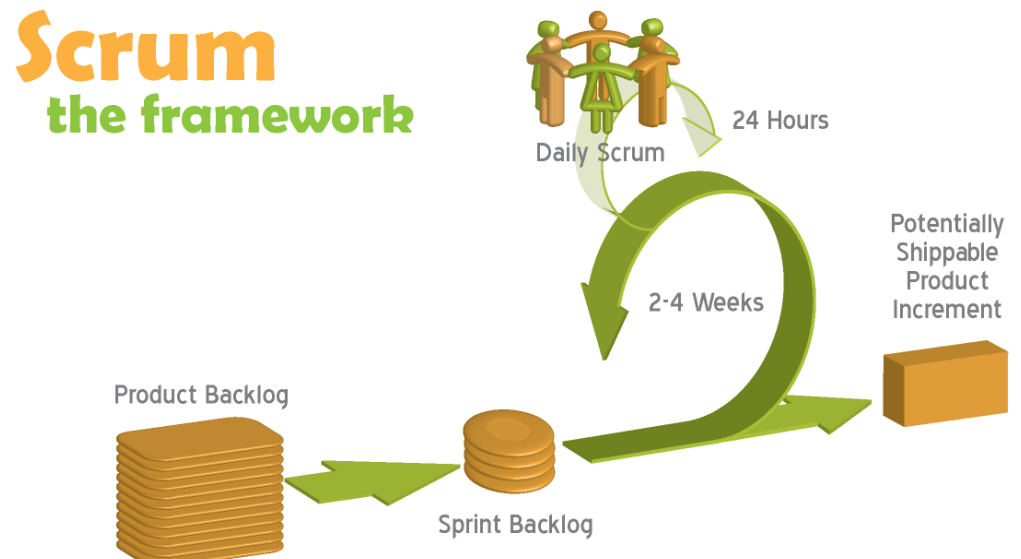 Scrum
the framework
24 Hours
Daily Scrum
Potentially
Shippable
Product
Increment
2-4 Weeks
Product Backlog
Sprint Backlog